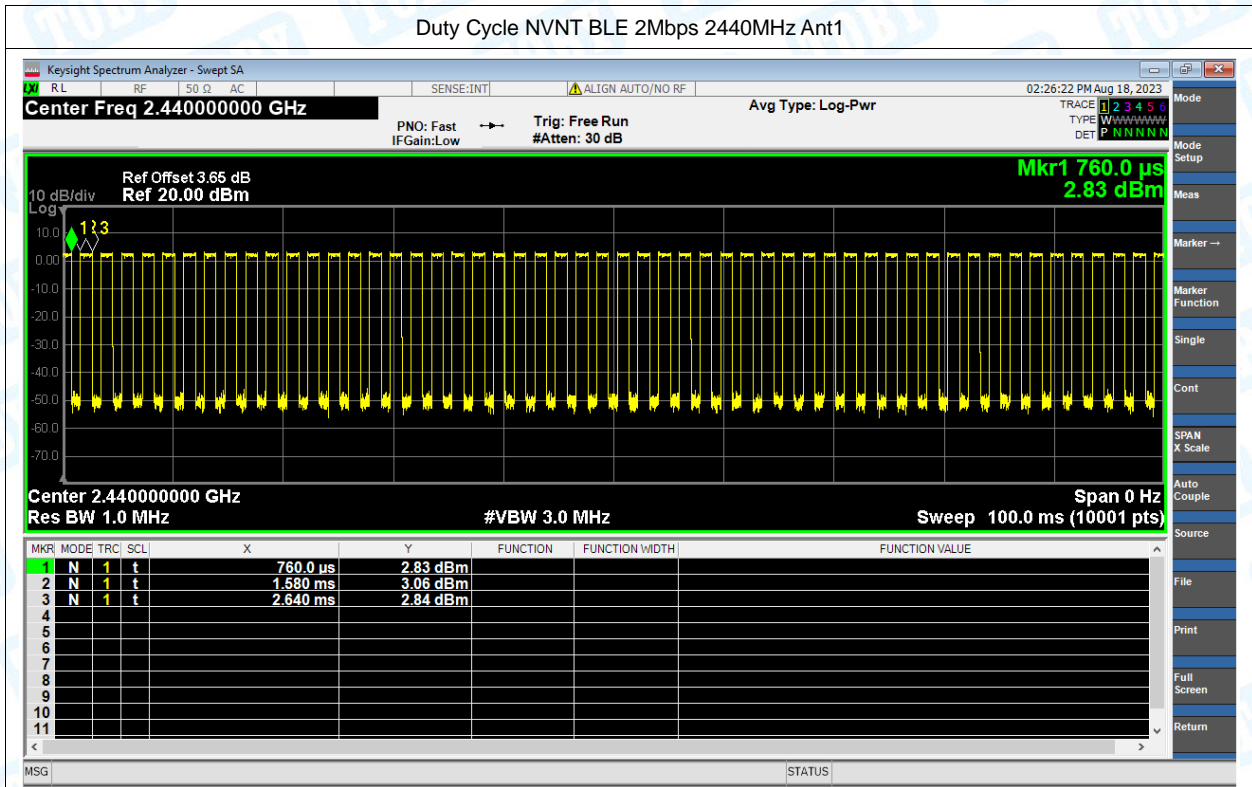 Duty Cycle NVNT BLE 2Mbps 2440MHz Ant1
Keysight Spectrum Analyzer - Swept SA
LXI RL RF 50 Ω AC SENSE:INT ALIGN AUTO/NO RF 02:26:22 PM Aug 18, 2023
Center Freq 2.440000000 GHz
Avg Type: Log-Pwr
TRACE 1 2 3 4 5 6
PNO: Fast Trig: Free Run TYPE WWWWWWW
IFGain:Low #Atten: 30 dB DET P N N N N N
Mkr1 760.0 µs
2.83 dBm
Ref Offset 3.65 dB
10 dB/div Ref 20.00 dBm
Log
1 2 3
10.0
0.00
-10.0
-20.0
-30.0
-40.0
-50.0
-60.0
-70.0
Center 2.440000000 GHz Span 0 Hz
Res BW 1.0 MHz #VBW 3.0 MHz Sweep 100.0 ms (10001 pts)
MKR MODE TRC SCL X Y FUNCTION FUNCTION WIDTH FUNCTION VALUE
1 N 1 t 760.0 µs 2.83 dBm
2 N 1 t 1.580 ms 3.06 dBm
3 N 1 t 2.640 ms 2.84 dBm
4
5
6
7
8
9
10
11
MSG STATUS
Mode
Mode
Setup
Meas
Marker →
Marker
Function
Single
Cont
SPAN
X Scale
Auto
Couple
Source
File
Print
Full
Screen
Return
TOBY